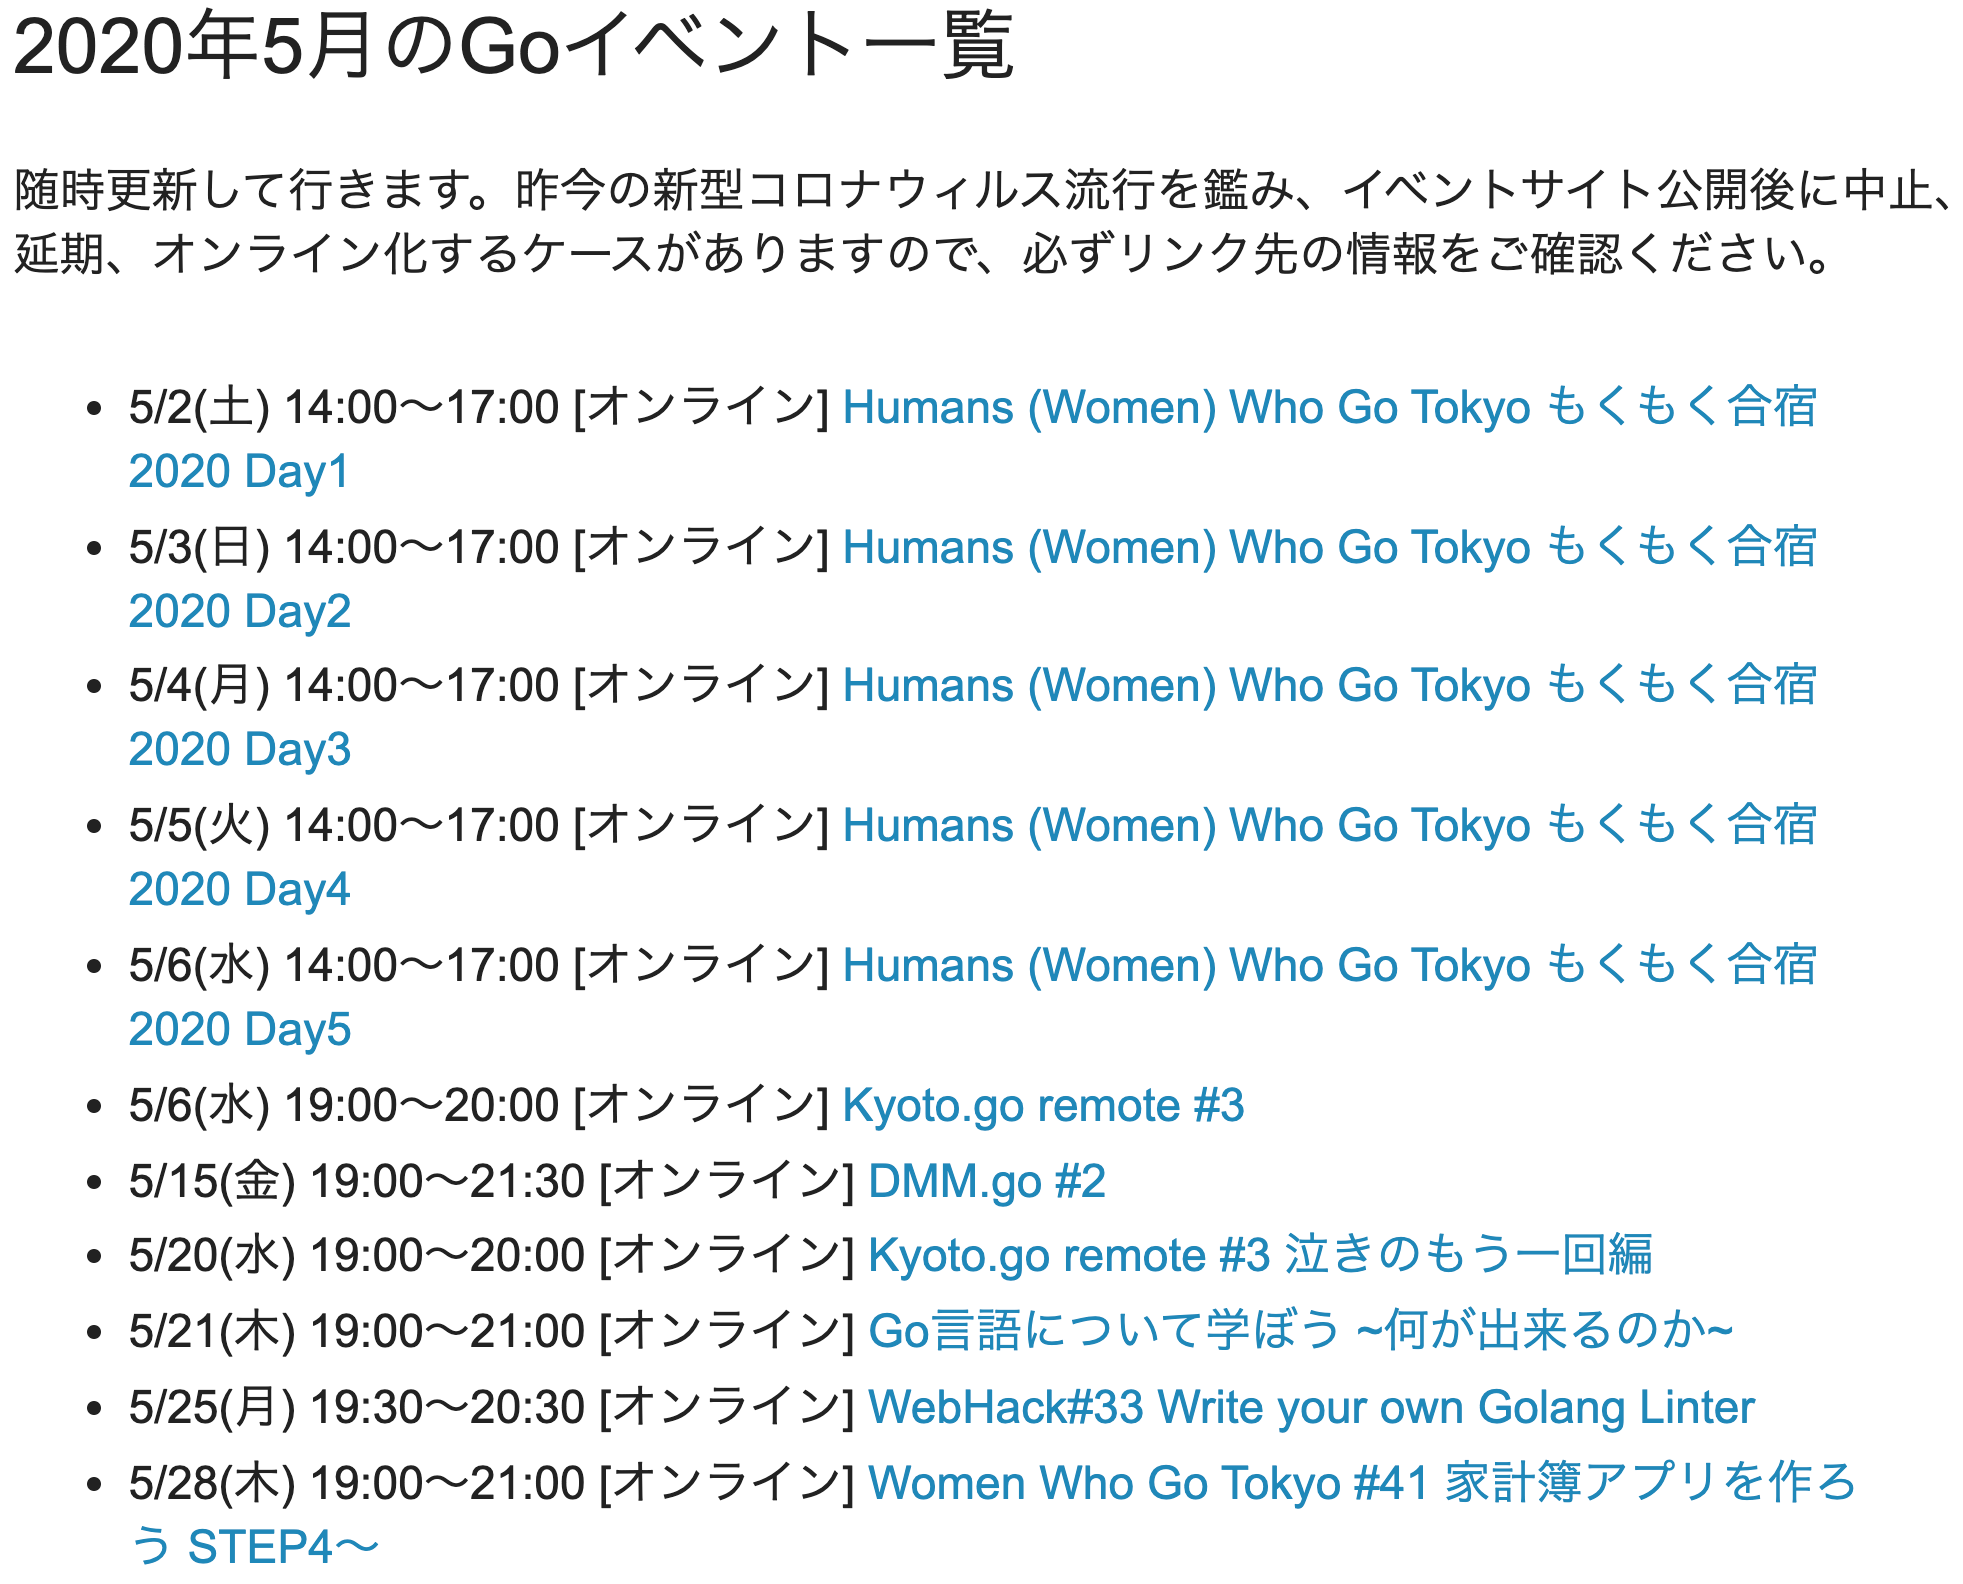 2020年5月のGoイベント一覧
随時更新して行きます。昨今の新型コロナウィルス流行を鑑み、イベントサイト公開後に中止、
延期、オンライン化するケースがありますので、必ずリンク先の情報をご確認ください。
• 5/2(土) 14:00〜17:00 [オンライン] Humans (Women) Who Go Tokyo もくもく合宿
2020 Day1
• 5/3(日) 14:00〜17:00 [オンライン] Humans (Women) Who Go Tokyo もくもく合宿
2020 Day2
• 5/4(月) 14:00〜17:00 [オンライン] Humans (Women) Who Go Tokyo もくもく合宿
2020 Day3
• 5/5(火) 14:00〜17:00 [オンライン] Humans (Women) Who Go Tokyo もくもく合宿
2020 Day4
• 5/6(水) 14:00〜17:00 [オンライン] Humans (Women) Who Go Tokyo もくもく合宿
2020 Day5
• 5/6(水) 19:00〜20:00 [オンライン] Kyoto.go remote #3
• 5/15(金) 19:00〜21:30 [オンライン] DMM.go #2
• 5/20(水) 19:00〜20:00 [オンライン] Kyoto.go remote #3 泣きのもう一回編
• 5/21(木) 19:00〜21:00 [オンライン] Go言語について学ぼう ~何が出来るのか~
• 5/25(月) 19:30〜20:30 [オンライン] WebHack#33 Write your own Golang Linter
• 5/28(木) 19:00〜21:00 [オンライン] Women Who Go Tokyo #41 家計簿アプリを作ろ
う STEP4〜